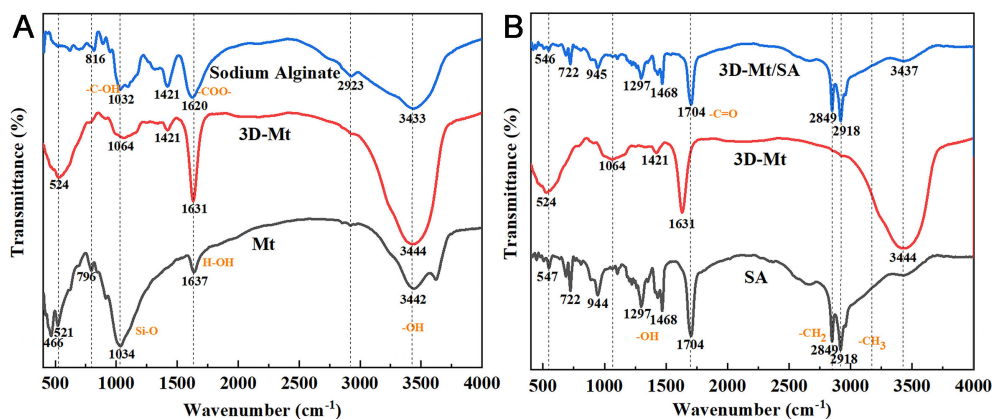 A
816
-C-OH
1032
Sodium Alginate
1421
-COO-
1620
2923
3433
3D-Mt
524
1064
1421
1631
3444
Mt
H-OH
796
1637
3442
466
521
Si-O
1034
-OH
Transmittance (%)
500 1000 1500 2000 2500 3000 3500 4000
Wavenumber (cm-1)
B
546
722
945
1297
1468
3D-Mt/SA
3437
1704
-C=O
2849
2918
3D-Mt
1064
1421
524
1631
3444
SA
547
722
944
1297
1468
-OH
1704
-CH2
2849
2918
-CH3
Transmittance (%)
500 1000 1500 2000 2500 3000 3500 4000
Wavenumber (cm-1)